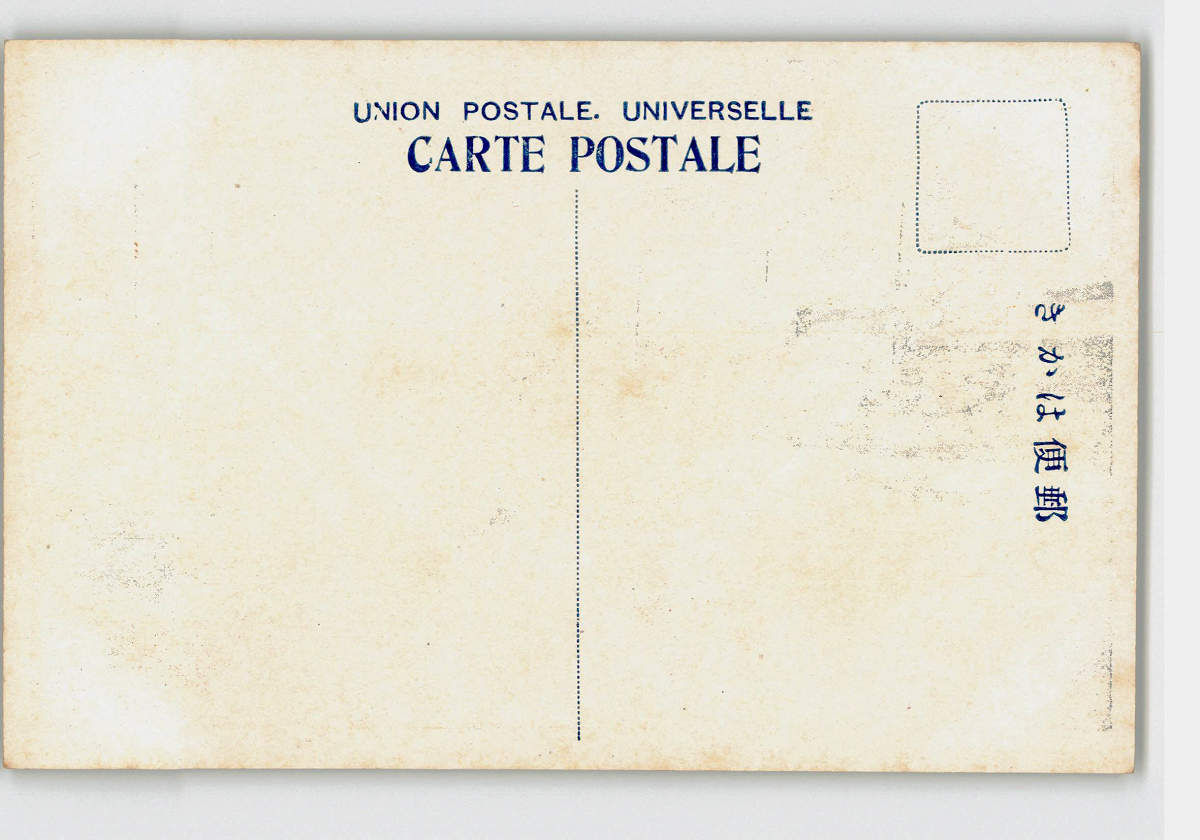 UNION POSTALE. UNIVERSELLE
CARTE POSTALE
郵便はかき